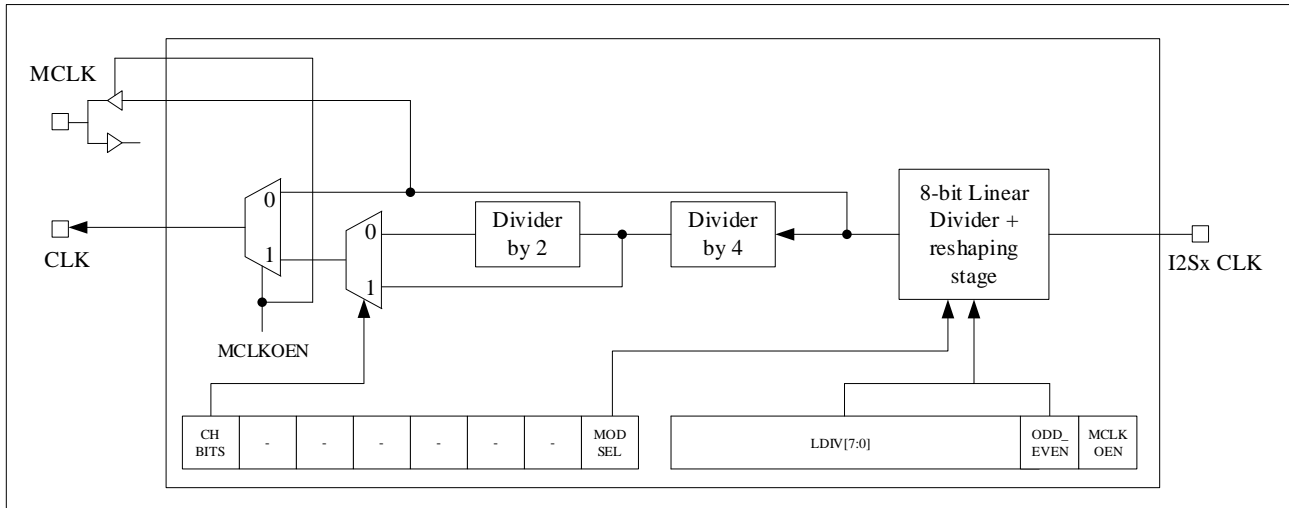 MCLK
CLK
0
1
0
1
MCLKOEN
Divider
by 2
Divider
by 4
8-bit Linear
Divider +
reshaping
stage
I2Sx CLK
CH
BITS
-
-
-
-
-
MOD
SEL
LDIV[7:0]
ODD_
EVEN
MCLK
OEN